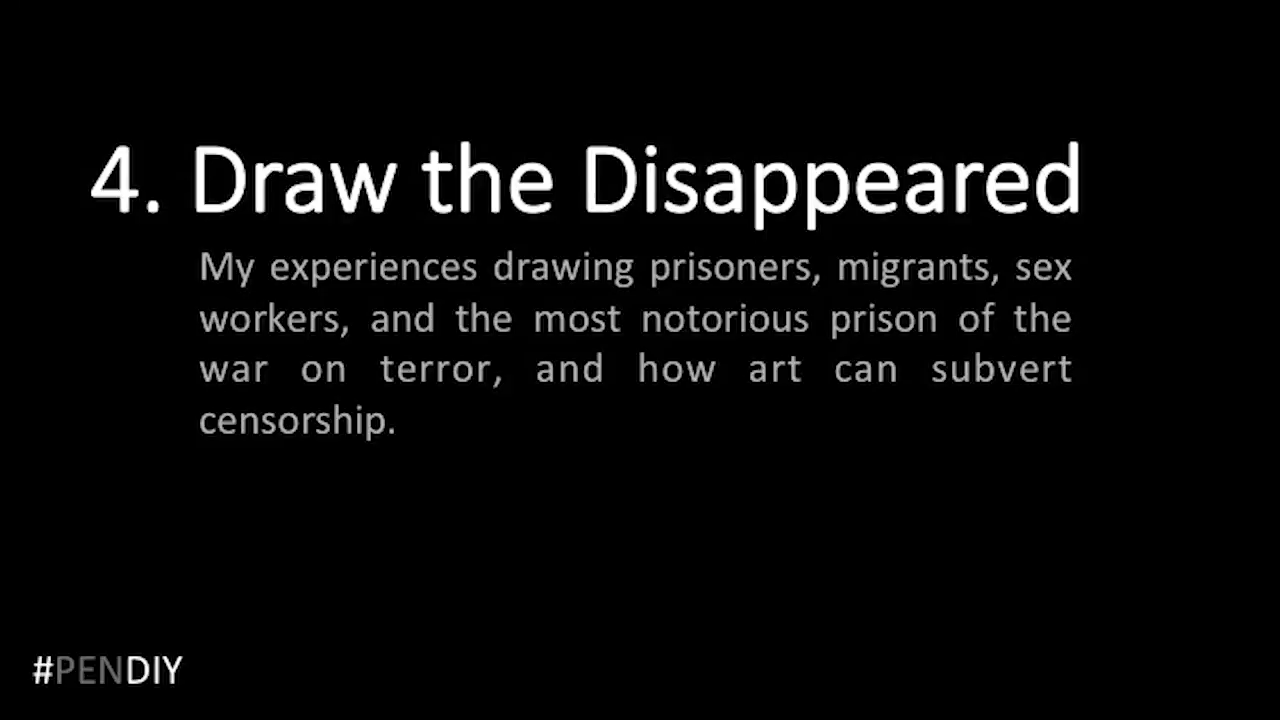 4. Draw the Disappeared
My experiences drawing prisoners, migrants, sex
workers, and the most notorious prison of the
war on terror, and how art can subvert
censorship.
#PENDIY